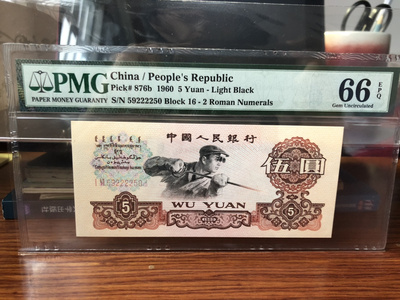 PMG
PAPER MONEY GUARANTY
China / People's Republic
Pick# 876b 1960 5 Yuan - Light Black
S/N 59222250 Block 16 - 2 Roman Numerals
66
EPQ
Gem Uncirculated
中国人民银行
伍圆
59222250
WU YUAN
5
5